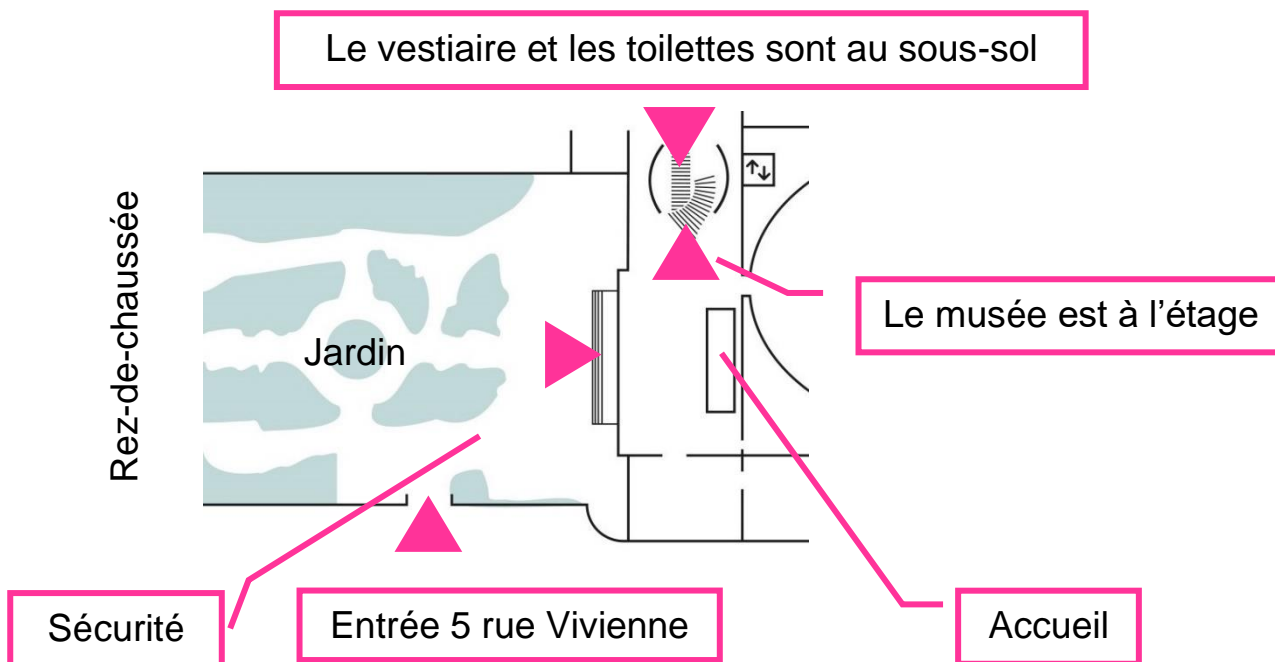 Le vestiaire et les toilettes sont au sous-sol
Rez-de-chaussée
Le musée est à l’étage
Jardin
Sécurité
Entrée 5 rue Vivienne
Accueil